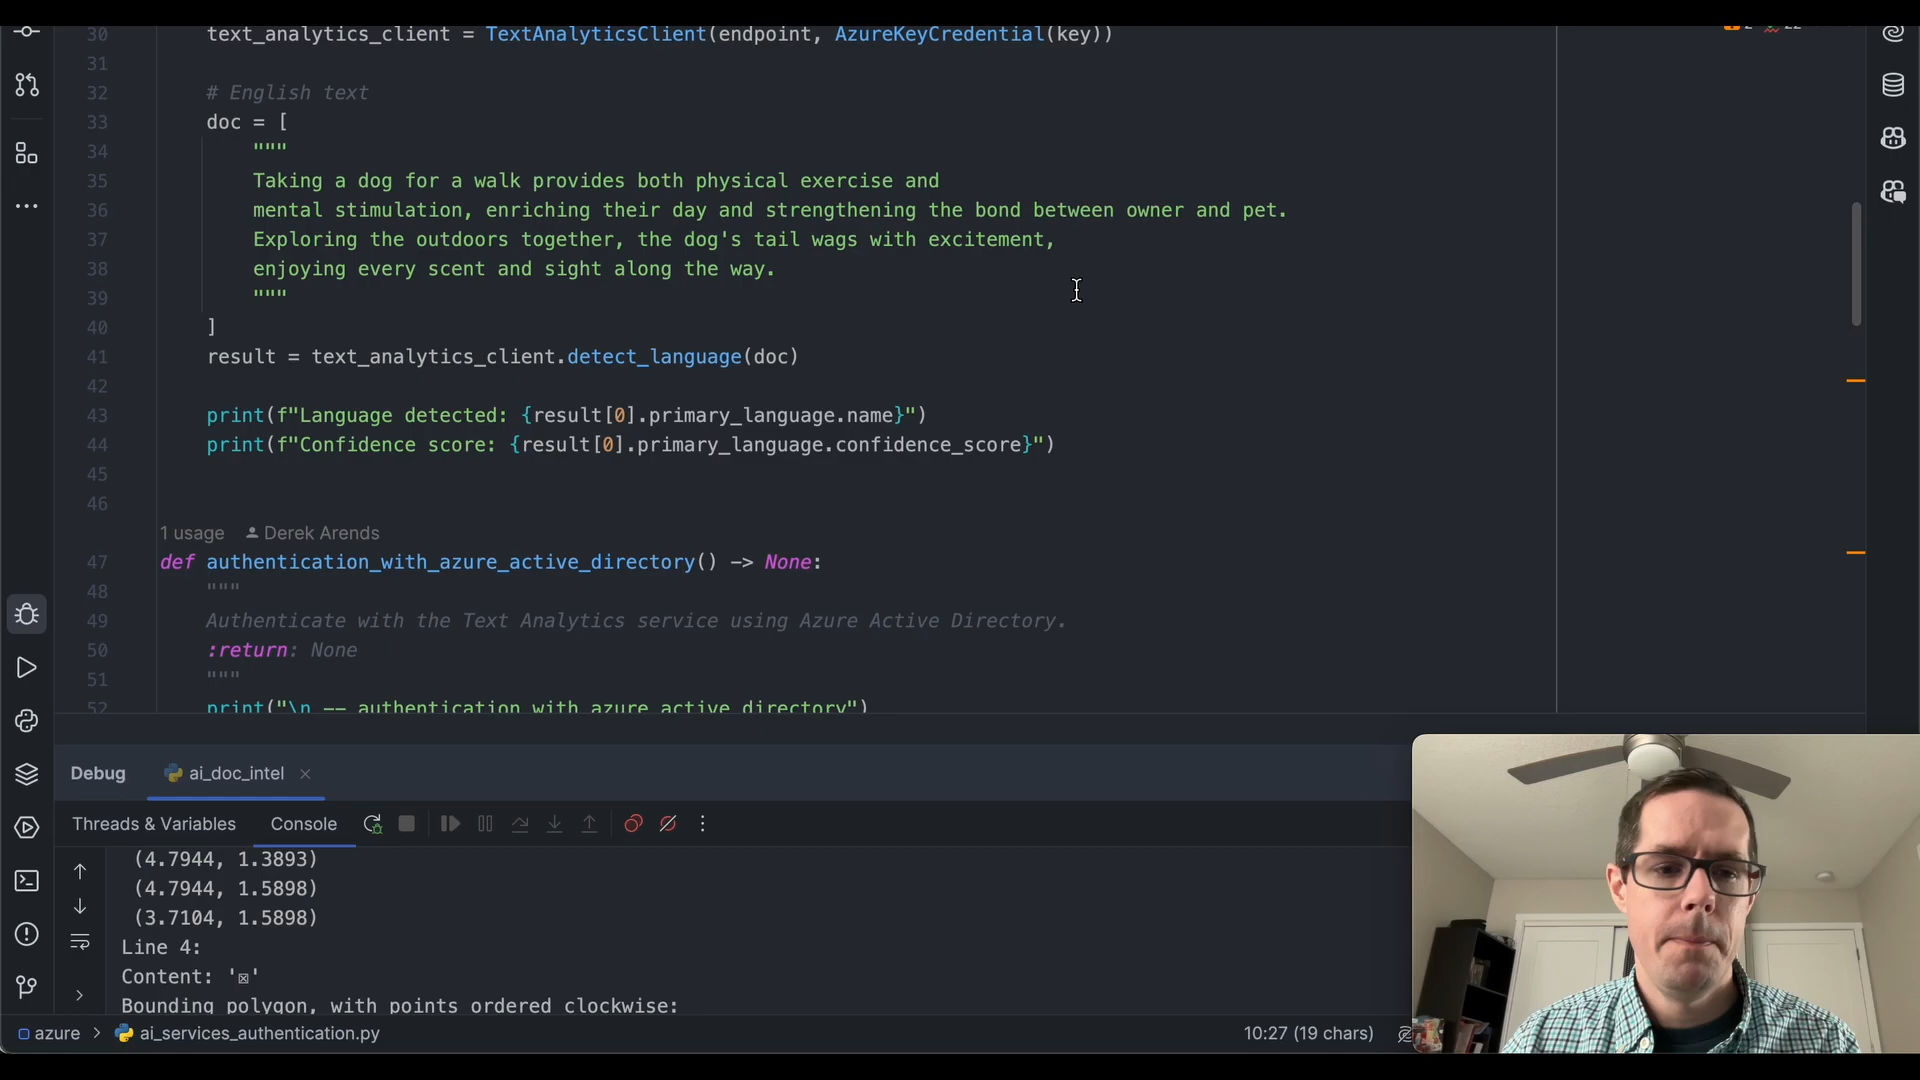 30 text_analytics_client = TextAnalyticsClient(endpoint, AzureKeyCredential(key))
31
32 # English text
33 doc = [
34 """
35 Taking a dog for a walk provides both physical exercise and
36 mental stimulation, enriching their day and strengthening the bond between owner and pet.
37 Exploring the outdoors together, the dog's tail wags with excitement,
38 enjoying every scent and sight along the way.
39 """
40 ]
41 result = text_analytics_client.detect_language(doc)
42
43 print(f"Language detected: {result[0].primary_language.name}")
44 print(f"Confidence score: {result[0].primary_language.confidence_score}")
45
46
1 usage Derek Arends
47 def authentication_with_azure_active_directory() -> None:
48 """
49 Authenticate with the Text Analytics service using Azure Active Directory.
50 :return: None
51 """
52 print("\n -- authentication_with_azure_active_directory")
Debug ai_doc_intel
Threads & Variables Console
(4.7944, 1.3893)
(4.7944, 1.5898)
(3.7104, 1.5898)
Line 4:
Content: '☒'
Bounding polygon, with points ordered clockwise:
azure > ai_services_authentication.py 10:27 (19 chars)